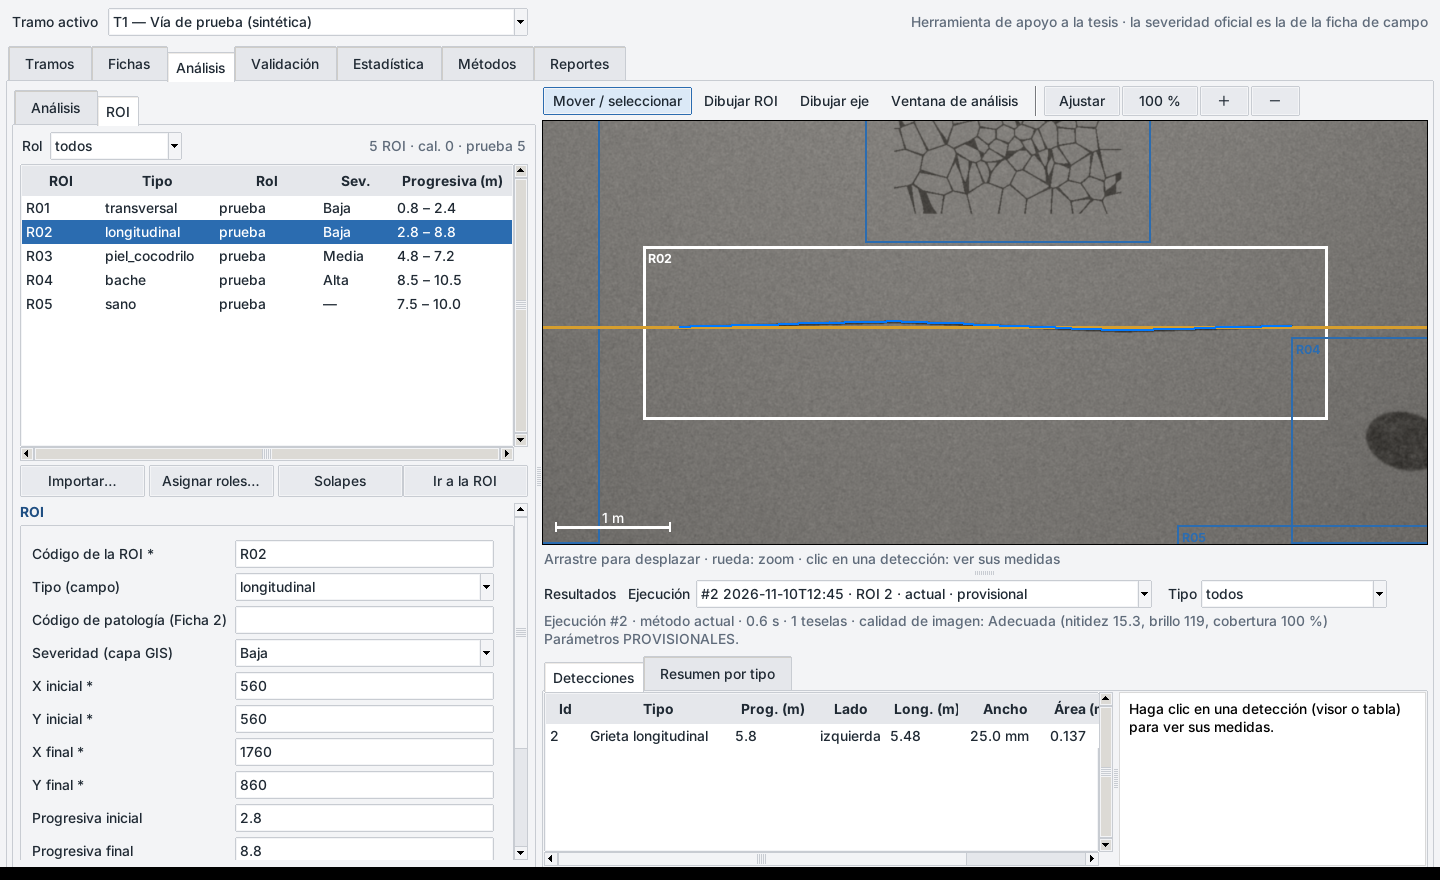 Tramo activo T1 — Vía de prueba (sintética) Herramienta de apoyo a la tesis · la severidad oficial es la de la ficha de campo
Tramos Fichas Análisis Validación Estadística Métodos Reportes
Análisis ROI
Rol todos 5 ROI · cal. 0 · prueba 5
ROI Tipo Rol Sev. Progresiva (m)
R01 transversal prueba Baja 0.8 – 2.4
R02 longitudinal prueba Baja 2.8 – 8.8
R03 piel_cocodrilo prueba Media 4.8 – 7.2
R04 bache prueba Alta 8.5 – 10.5
R05 sano prueba — 7.5 – 10.0
Importar... Asignar roles... Solapes Ir a la ROI
ROI
Código de la ROI * R02
Tipo (campo) longitudinal
Código de patología (Ficha 2)
Severidad (capa GIS) Baja
X inicial * 560
Y inicial * 560
X final * 1760
Y final * 860
Progresiva inicial 2.8
Progresiva final 8.8
Mover / seleccionar Dibujar ROI Dibujar eje Ventana de análisis Ajustar 100 % + −
R02
R04
R05
1 m
Arrastre para desplazar · rueda: zoom · clic en una detección: ver sus medidas
Resultados Ejecución #2 2026-11-10T12:45 · ROI 2 · actual · provisional Tipo todos
Ejecución #2 · método actual · 0.6 s · 1 teselas · calidad de imagen: Adecuada (nitidez 15.3, brillo 119, cobertura 100 %)
Parámetros PROVISIONALES.
Detecciones Resumen por tipo
Id Tipo Prog. (m) Lado Long. (m) Ancho Área (m
2 Grieta longitudinal 5.8 izquierda 5.48 25.0 mm 0.137
Haga clic en una detección (visor o tabla)
para ver sus medidas.